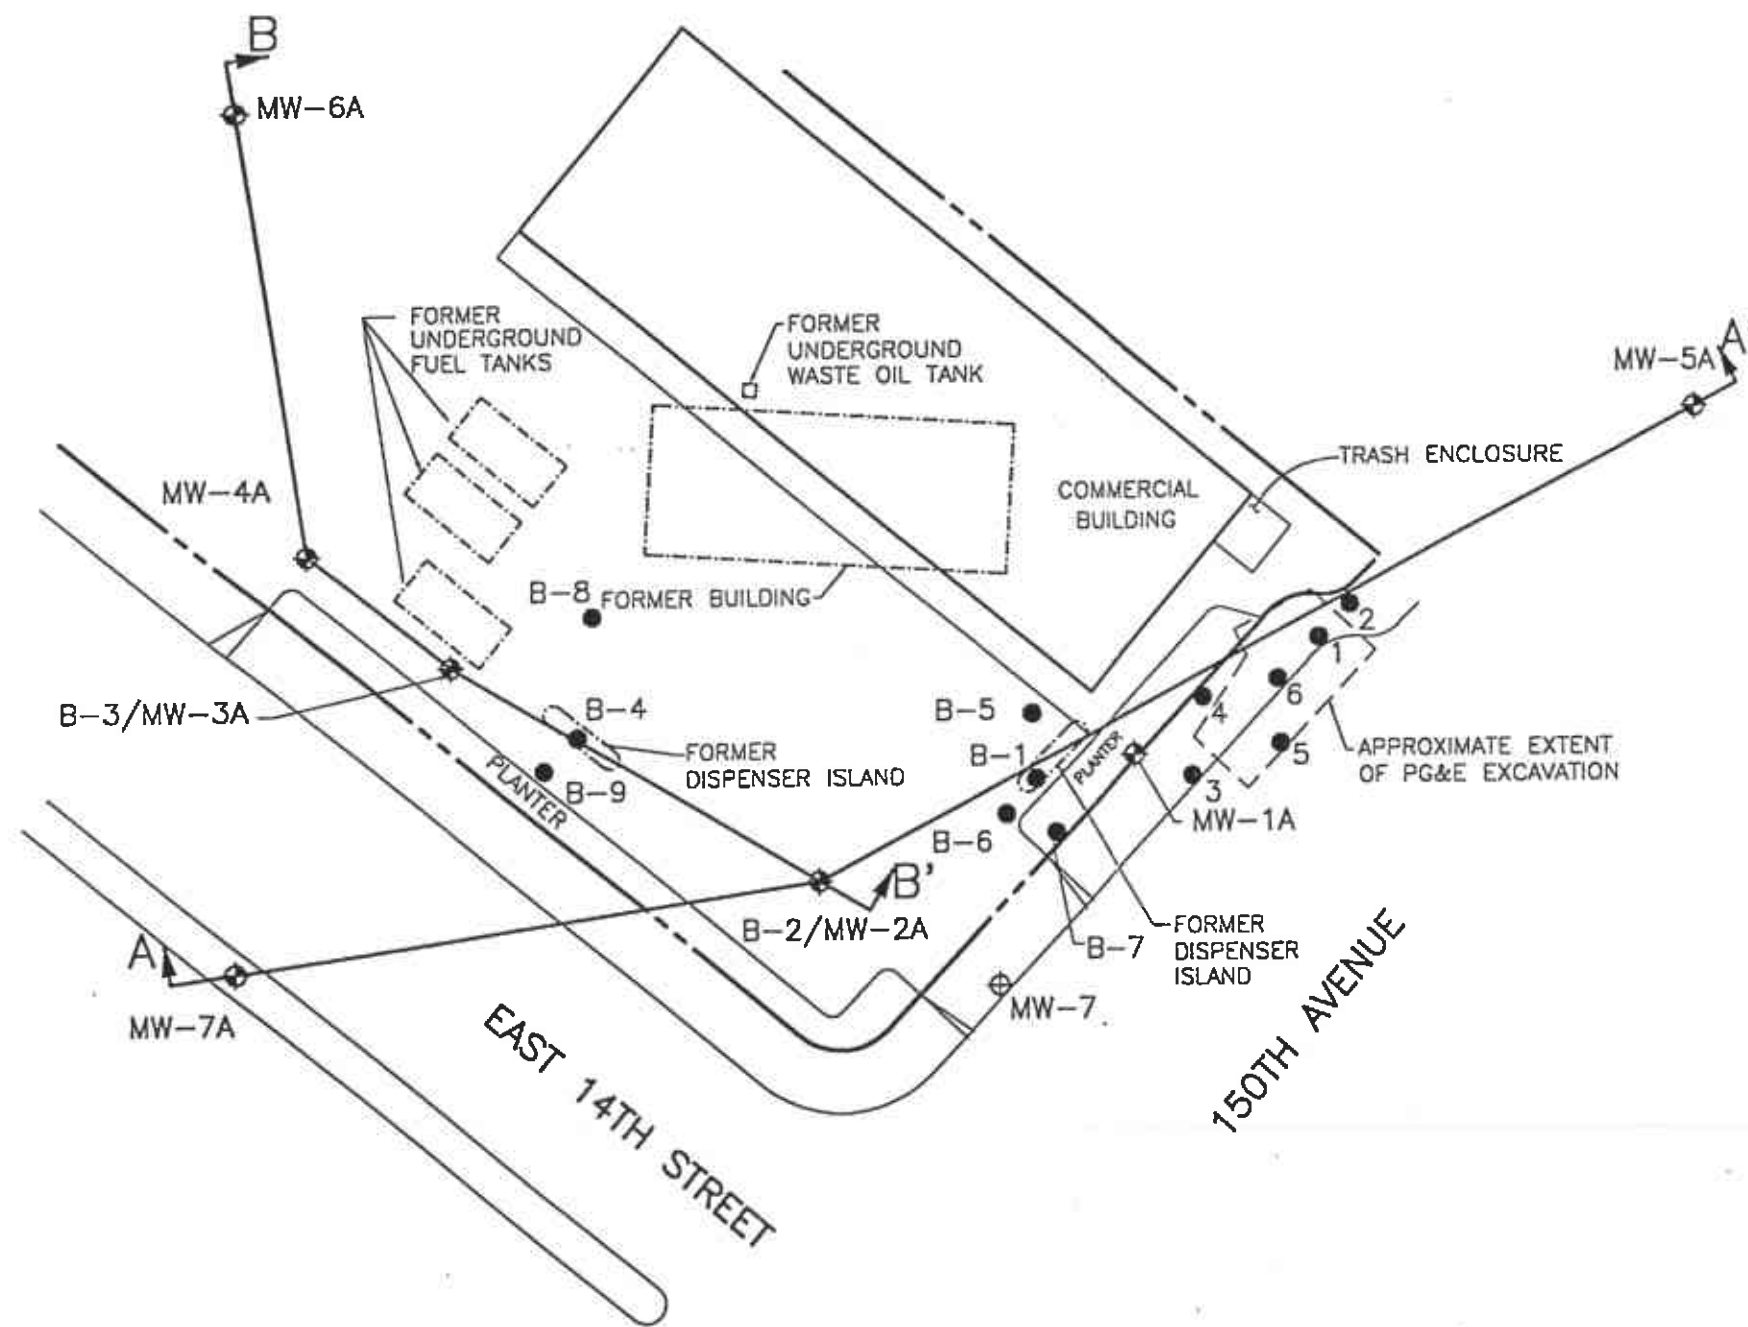 B
MW-6A
FORMER
UNDERGROUND
FUEL TANKS
FORMER
UNDERGROUND
WASTE OIL TANK
A
MW-5A
TRASH ENCLOSURE
COMMERCIAL
BUILDING
MW-4A
B-8
FORMER BUILDING
2
1
6
4
5
3
B-3/MW-3A
B-4
B-5
B-1
PLANTER
FORMER
DISPENSER ISLAND
APPROXIMATE EXTENT
OF PG&E EXCAVATION
PLANTER
B-9
B-6
MW-1A
B'
B-2/MW-2A
B-7
FORMER
DISPENSER
ISLAND
A
MW-7A
MW-7
EAST 14TH STREET
150TH AVENUE